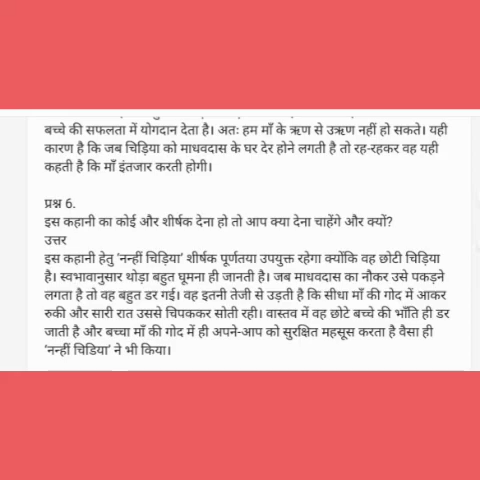 बच्चे की सफलता में योगदान देता है। अतः हम माँ के ऋण से उऋण नहीं हो सकते। यही
कारण है कि जब चिड़िया को माधवदास के घर देर होने लगती है तो रह-रहकर वह यही
कहती है कि माँ इंतजार करती होगी।
प्रश्न 6.
इस कहानी का कोई और शीर्षक देना हो तो आप क्या देना चाहेंगे और क्यों?
उत्तर
इस कहानी हेतु 'नन्हीं चिड़िया' शीर्षक पूर्णतया उपयुक्त रहेगा क्योंकि वह छोटी चिड़िया
है। स्वभावानुसार थोड़ा बहुत घूमना ही जानती है। जब माधवदास का नौकर उसे पकड़ने
लगता है तो वह बहुत डर गई। वह इतनी तेजी से उड़ती है कि सीधा माँ की गोद में आकर
रुकी और सारी रात उससे चिपककर सोती रही। वास्तव में वह छोटे बच्चे की भाँति ही डर
जाती है और बच्चा माँ की गोद में ही अपने-आप को सुरक्षित महसूस करता है वैसा ही
'नन्हीं चिडिया' ने भी किया।